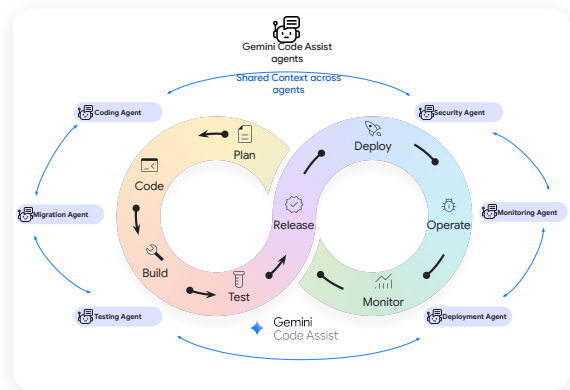 Gemini Code Assist
agents
Shared Context across
agents
Coding Agent
Security Agent
Plan
Deploy
Code
Migration Agent
Monitoring Agent
Release
Operate
Build
Test
Monitor
Testing Agent
Deployment Agent
Gemini
Code Assist